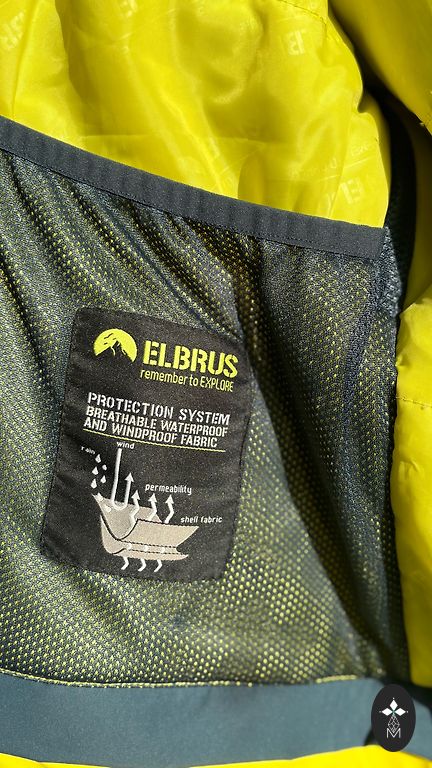 ELBRUS
remember to EXPLORE
PROTECTION SYSTEM
BREATHABLE WATERPROOF
AND WINDPROOF FABRIC
rain
wind
permeability
shell fabric
M